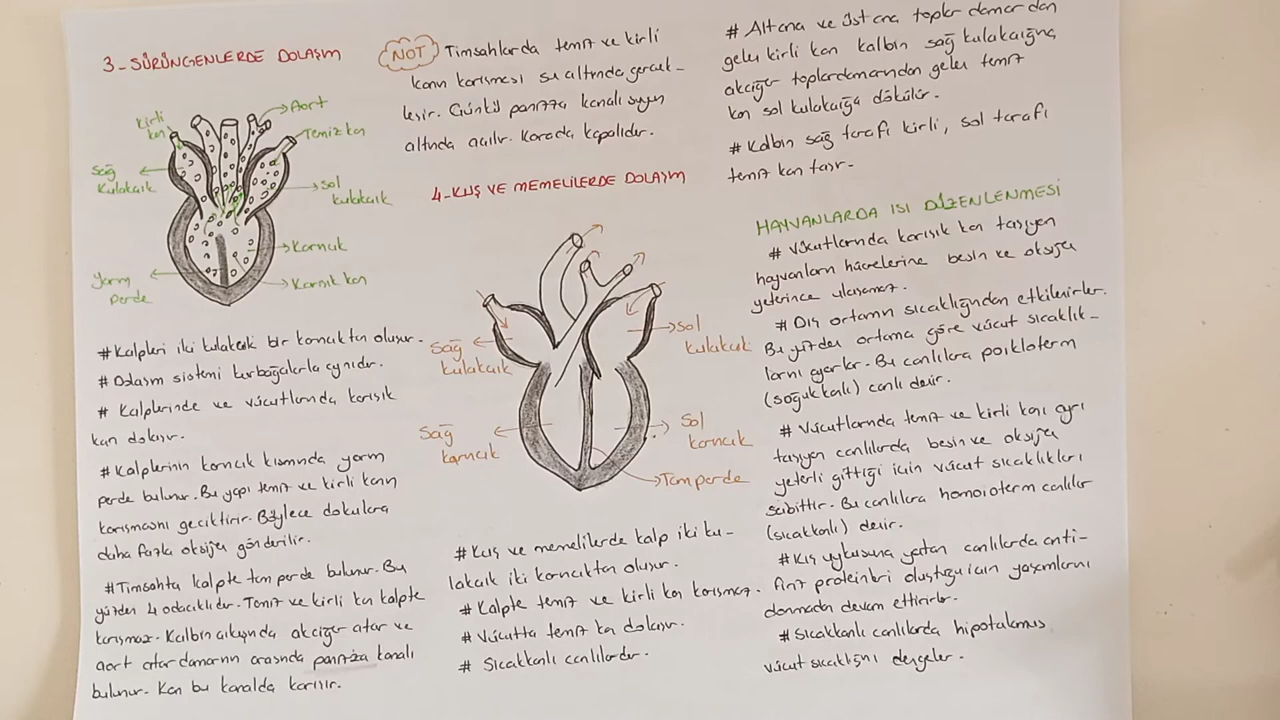 3-SÜRÜNGENLERDE DOLAŞIM
Kirli
kan
Aort
Temiz kan
Sağ
Kulakçık
Sol
kulakçık
Karıncık
Yarım
perde
Karışık kan
#Kalpleri iki kulakçık bir karıncıktan oluşur.
# Dolaşım sistemi kurbağalarla aynıdır.
# Kalplerinde ve vücutlarında karışık
kan dolaşır.
#Kalplerinin karıncık kısmında yarım
perde bulunur. Bu yapı temiz ve kirli kanın
karışmasını geciktirir. Böylece dokulara
daha fazla oksijen gönderilir.
#Timsahta kalpte tam perde bulunur. Bu
yüzden 4 odacıklıdır. Temiz ve kirli kan kalpte
karışmaz. Kalbin çıkışında akciğer atar ve
aort atardamarın arasında panizza kanalı
bulunur. Kan bu kanalda karışır.
NOT Timsahlarda temiz ve kirli
kanın karışması su altında gerçek-
leşir. Çünkü panizza kanalı suyun
altında açılır. Karada kapalıdır.
4-KUŞ VE MEMELİLERDE DOLAŞIM
Sağ
kulakçık
Sol
kulakçık
Sağ
karıncık
Sol
karıncık
Tam perde
# Kuş ve memelilerde kalp iki ku-
lakçık iki karıncıktan oluşur.
# Kalpte temiz ve kirli kan karışmaz.
# Vücutta temiz kan dolaşır.
# Sıcakkanlı canlılardır.
# Alt ana ve üst ana toplar damardan
gelen kirli kan kalbin sağ kulakçığına,
akciğer toplardamarından gelen temiz
kan sol kulakçığa dökülür.
# Kalbin sağ tarafı kirli, sol tarafı
temiz kan taşır.
HAYVANLARDA ISI DÜZENLENMESİ
# Vücutlarında karışık kan taşıyan
hayvanların hücrelerine besin ve oksijen
yeterince ulaşamaz.
# Dış ortamın sıcaklığından etkilenirler.
Bu yüzden ortama göre vücut sıcaklık-
larını ayarlar. Bu canlılara poikloterm
(soğukkanlı) canlı denir.
# Vücutlarında temiz ve kirli kanı ayrı
taşıyan canlılarda besin ve oksijen
yeterli gittiği için vücut sıcaklıkları
sabittir. Bu canlılara homoioterm canlılar
(sıcakkanlı) denir.
#Kış uykusuna yatan canlılarda anti-
firiz proteinleri oluştuğu için yaşamlarını
donmadan devam ettirirler.
#Sıcakkanlı canlılarda hipotalamus
vücut sıcaklığını dengeler.